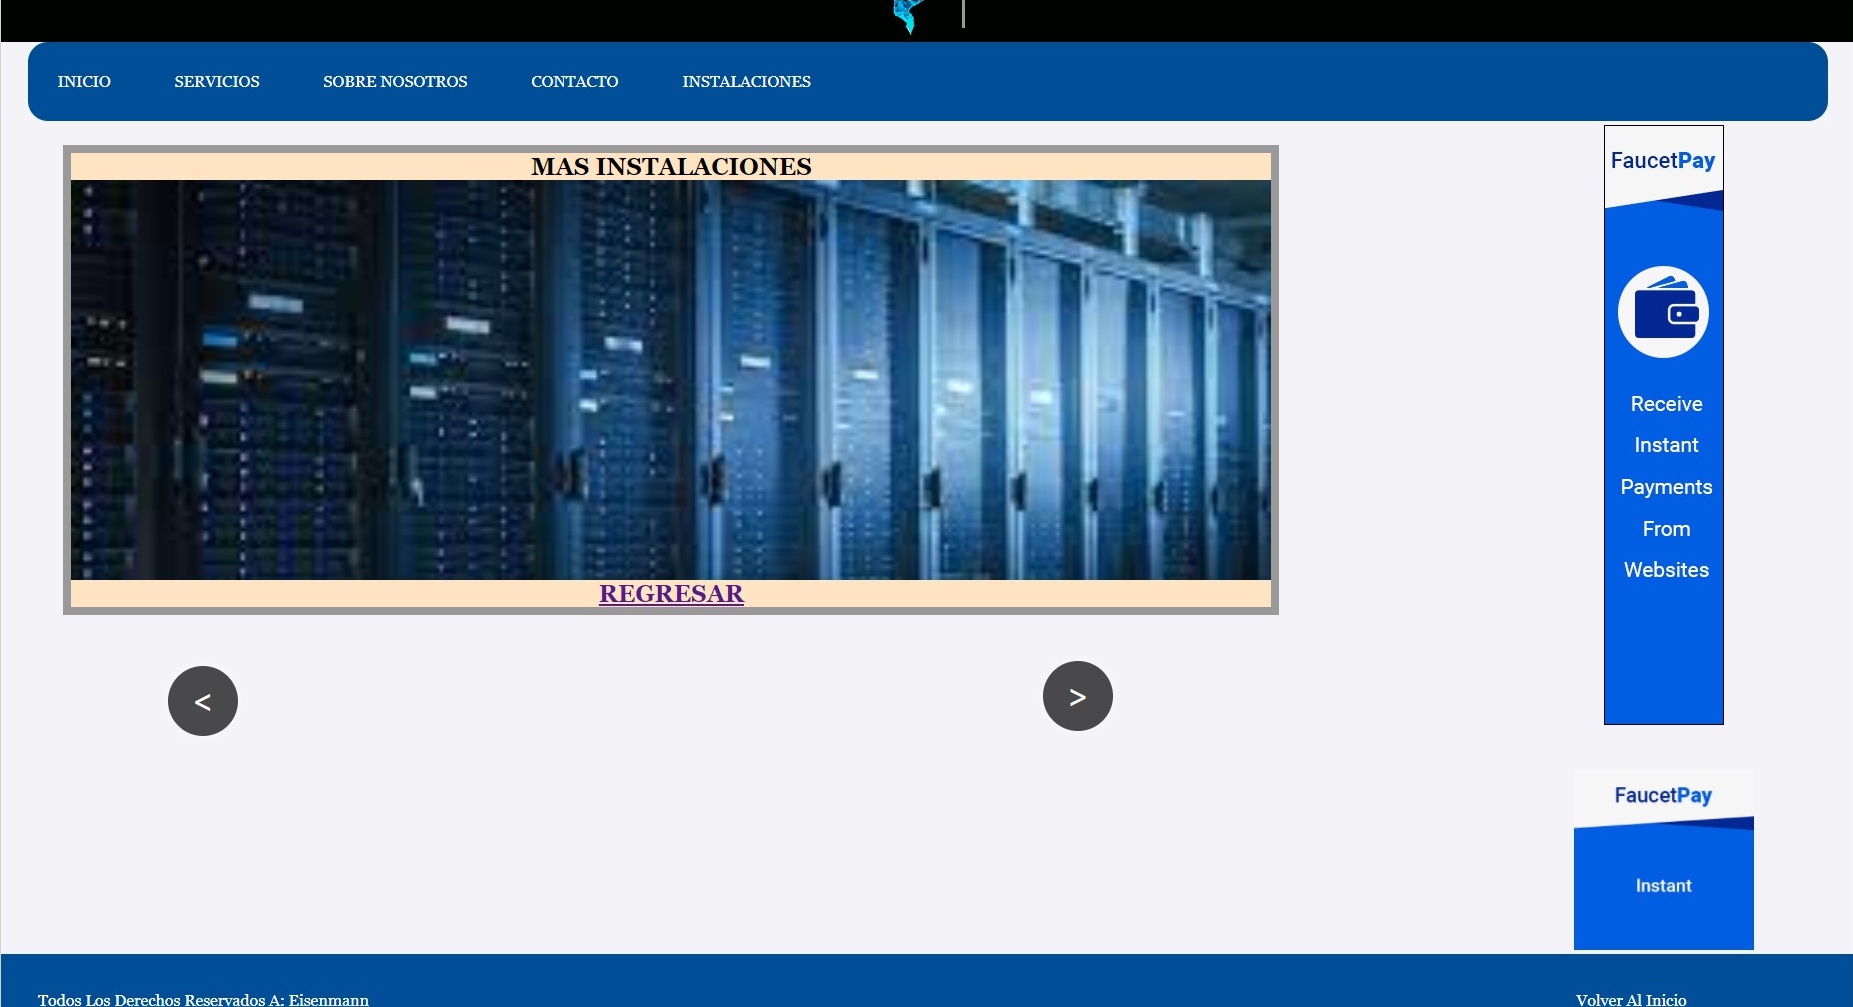 INICIO SERVICIOS SOBRE NOSOTROS CONTACTO INSTALACIONES
MAS INSTALACIONES
REGRESAR
< >
FaucetPay
Receive
Instant
Payments
From
Websites
FaucetPay
Instant
Todos Los Derechos Reservados A: Eisenmann Volver Al Inicio